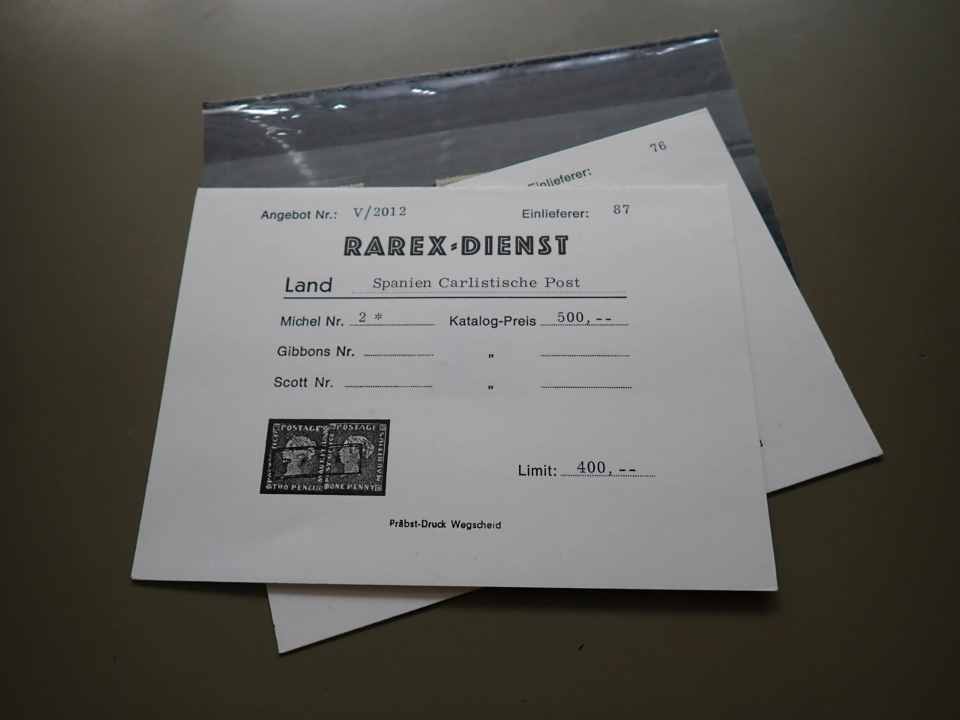 Einlieferer: 76
Angebot Nr.: V/2012 Einlieferer: 87
RAREX-DIENST
Land Spanien Carlistische Post
Michel Nr. 2 * Katalog-Preis 500,--
Gibbons Nr. "
Scott Nr. "
POSTAGE POSTAGE
MAURITIUS
TWO PENCE ONE PENNY
Limit: 400,--
Präbst-Druck Wegscheid